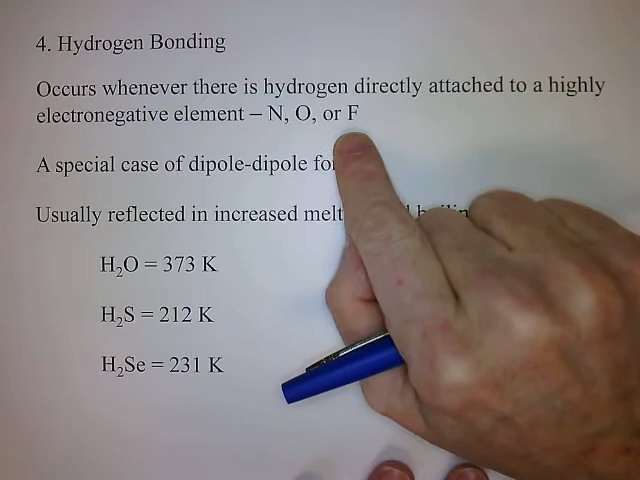 4. Hydrogen Bonding
Occurs whenever there is hydrogen directly attached to a highly
electronegative element – N, O, or F
A special case of dipole-dipole
Usually reflected in increased
H₂O = 373 K
H₂S = 212 K
H₂Se = 231 K